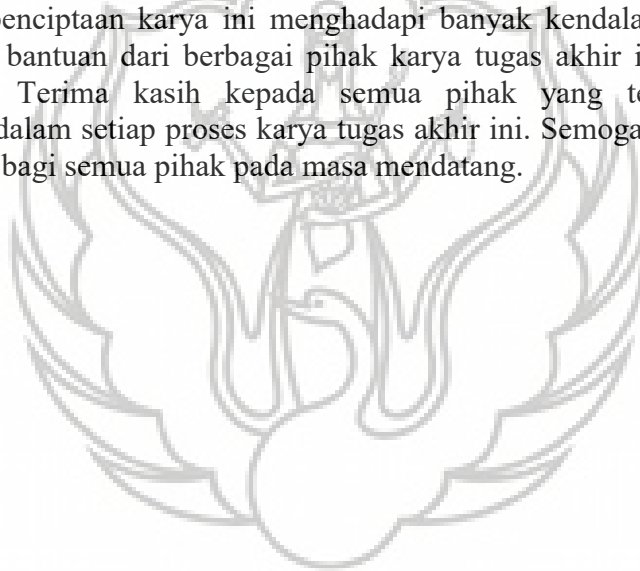 penciptaan karya ini menghadapi banyak kendala
bantuan dari berbagai pihak karya tugas akhir i
Terima kasih kepada semua pihak yang te
dalam setiap proses karya tugas akhir ini. Semoga
bagi semua pihak pada masa mendatang.